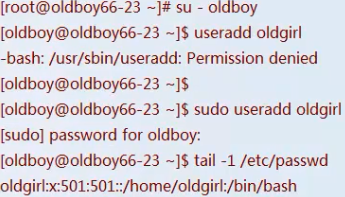 [root@oldboy66-23 ~]# su - oldboy
[oldboy@oldboy66-23 ~]$ useradd oldgirl
-bash: /usr/sbin/useradd: Permission denied
[oldboy@oldboy66-23 ~]$
[oldboy@oldboy66-23 ~]$ sudo useradd oldgirl
[sudo] password for oldboy:
[oldboy@oldboy66-23 ~]$ tail -1 /etc/passwd
oldgirl:x:501:501::/home/oldgirl:/bin/bash